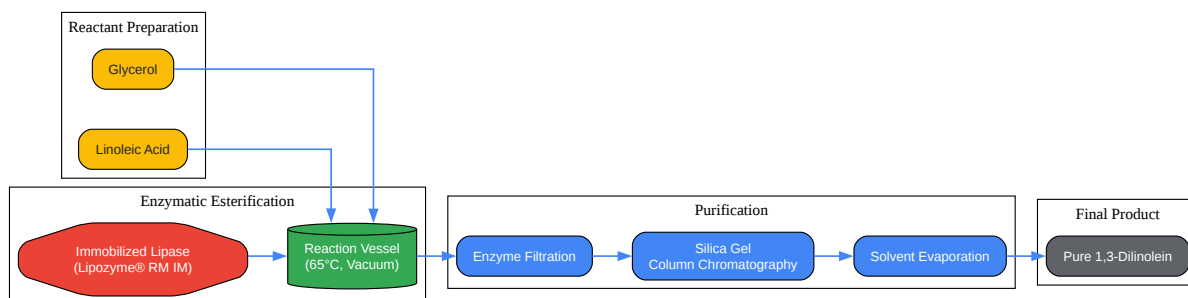 Reactant Preparation
Glycerol
Linoleic Acid
Enzymatic Esterification
Immobilized Lipase
(Lipozyme® RM IM)
Reaction Vessel
(65°C, Vacuum)
Purification
Enzyme Filtration
Silica Gel
Column Chromatography
Solvent Evaporation
Final Product
Pure 1,3-Dilinolein